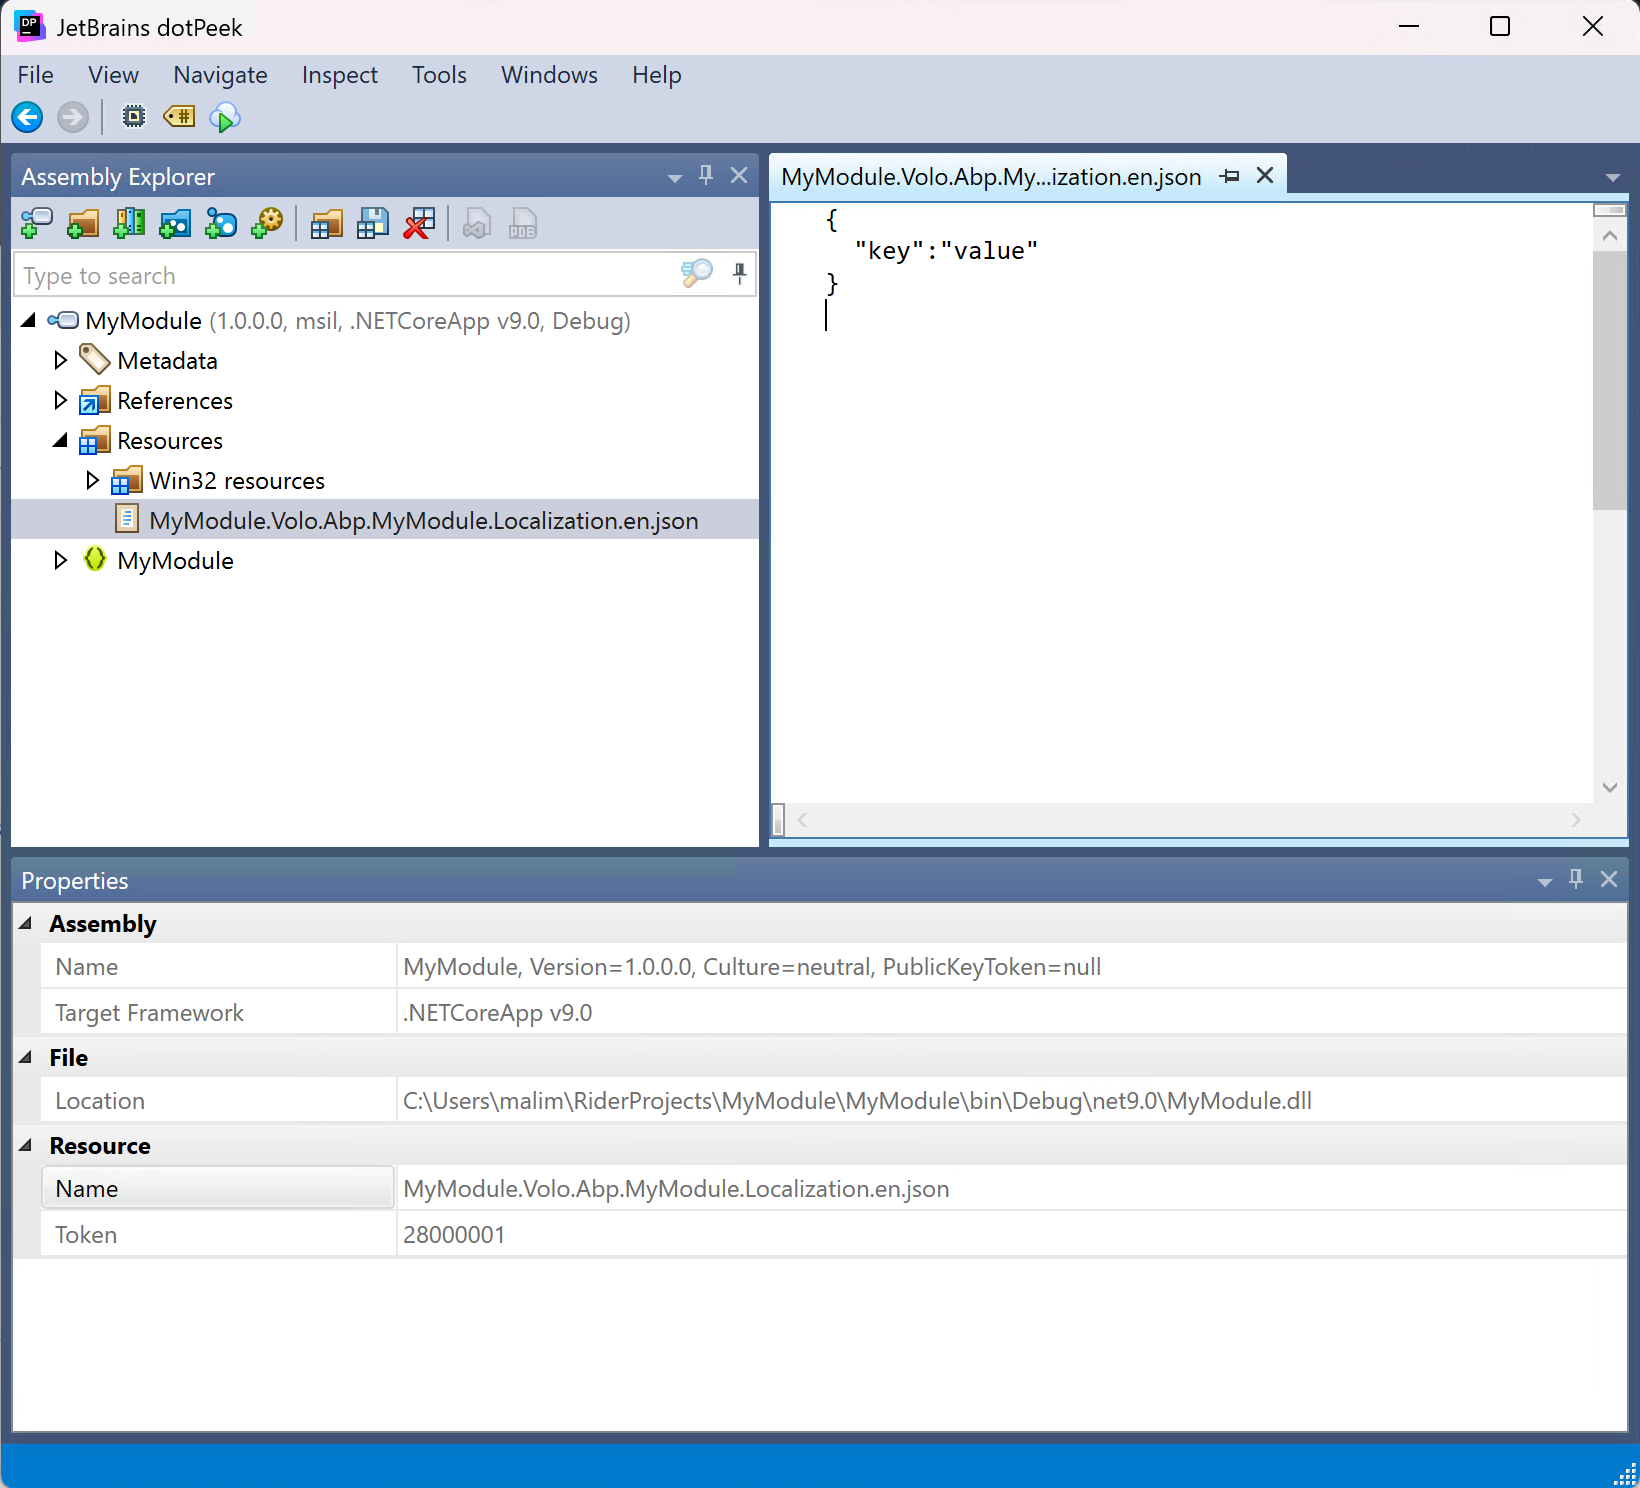 DP
JetBrains dotPeek
File View Navigate Inspect Tools Windows Help
Assembly Explorer
PDB
Type to search
MyModule (1.0.0.0, msil, .NETCoreApp v9.0, Debug)
Metadata
References
Resources
Win32 resources
MyModule.Volo.Abp.MyModule.Localization.en.json
MyModule
MyModule.Volo.Abp.My...ization.en.json
{
"key":"value"
}
Properties
Assembly
Name MyModule, Version=1.0.0.0, Culture=neutral, PublicKeyToken=null
Target Framework .NETCoreApp v9.0
File
Location C:\Users\malim\RiderProjects\MyModule\MyModule\bin\Debug\net9.0\MyModule.dll
Resource
Name MyModule.Volo.Abp.MyModule.Localization.en.json
Token 28000001